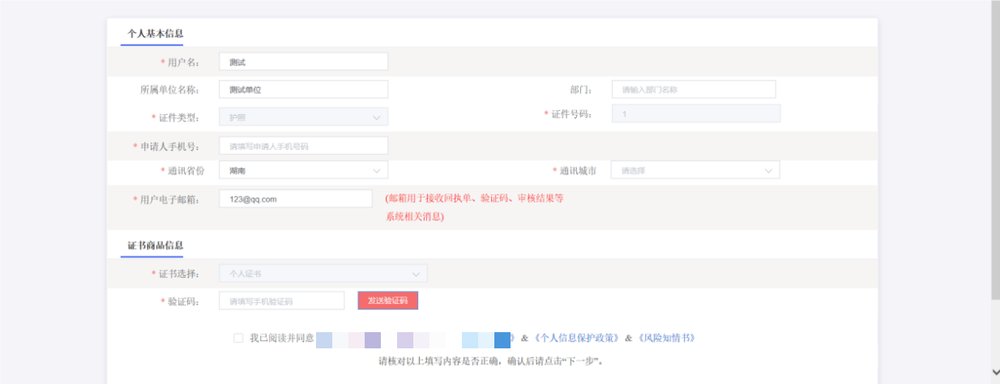 个人基本信息
* 用户名： 测试
所属单位名称： 测试单位 部门： 请输入部门名称
* 证件类型： 护照 * 证件号码： 1
* 申请人手机号： 请填写申请人手机号码
* 通讯省份 湖南 * 通讯城市 请选择
* 用户电子邮箱： 123@qq.com (邮箱用于接收回执单、验证码、审核结果等
系统相关消息)
证书商品信息
* 证书选择： 个人证书
* 验证码： 请填写手机验证码 发送验证码
我已阅读并同意 》 & 《个人信息保护政策》 & 《风险知情书》
请核对以上填写内容是否正确，确认后请点击“下一步”。